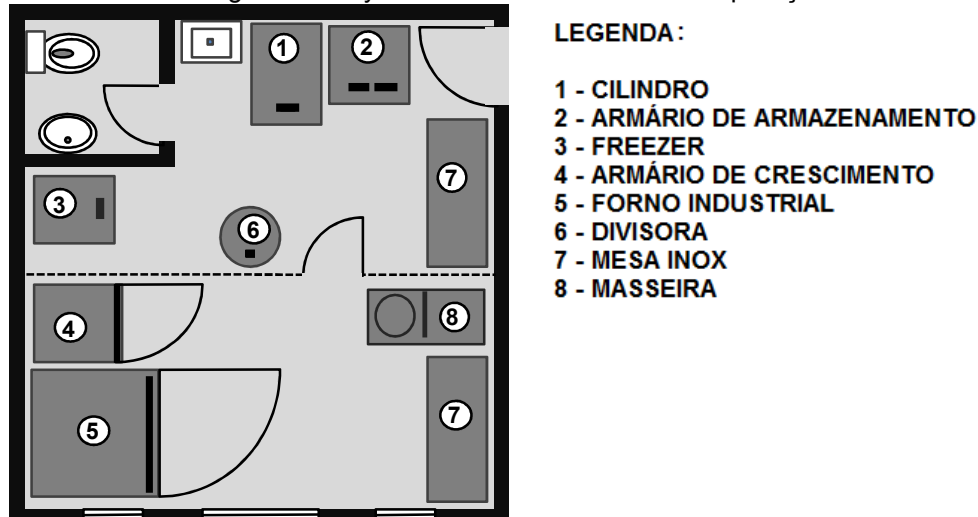 LEGENDA:
1 - CILINDRO
2 - ARMÁRIO DE ARMAZENAMENTO
3 - FREEZER
4 - ARMÁRIO DE CRESCIMENTO
5 - FORNO INDUSTRIAL
6 - DIVISORA
7 - MESA INOX
8 - MASSEIRA
1
2
7
3
6
4
8
7
5